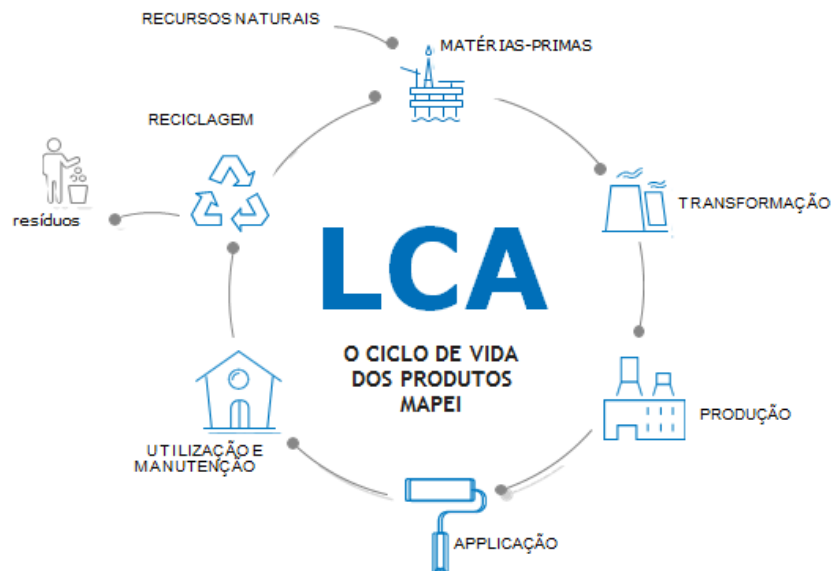 RECURSOS NATURAIS
MATÉRIAS-PRIMAS
RECICLAGEM
resíduos
TRANSFORMAÇÃO
LCA
O CICLO DE VIDA
DOS PRODUTOS
MAPEI
PRODUÇÃO
UTILIZAÇÃO E
MANUTENÇÃO
APPLICAÇÃO